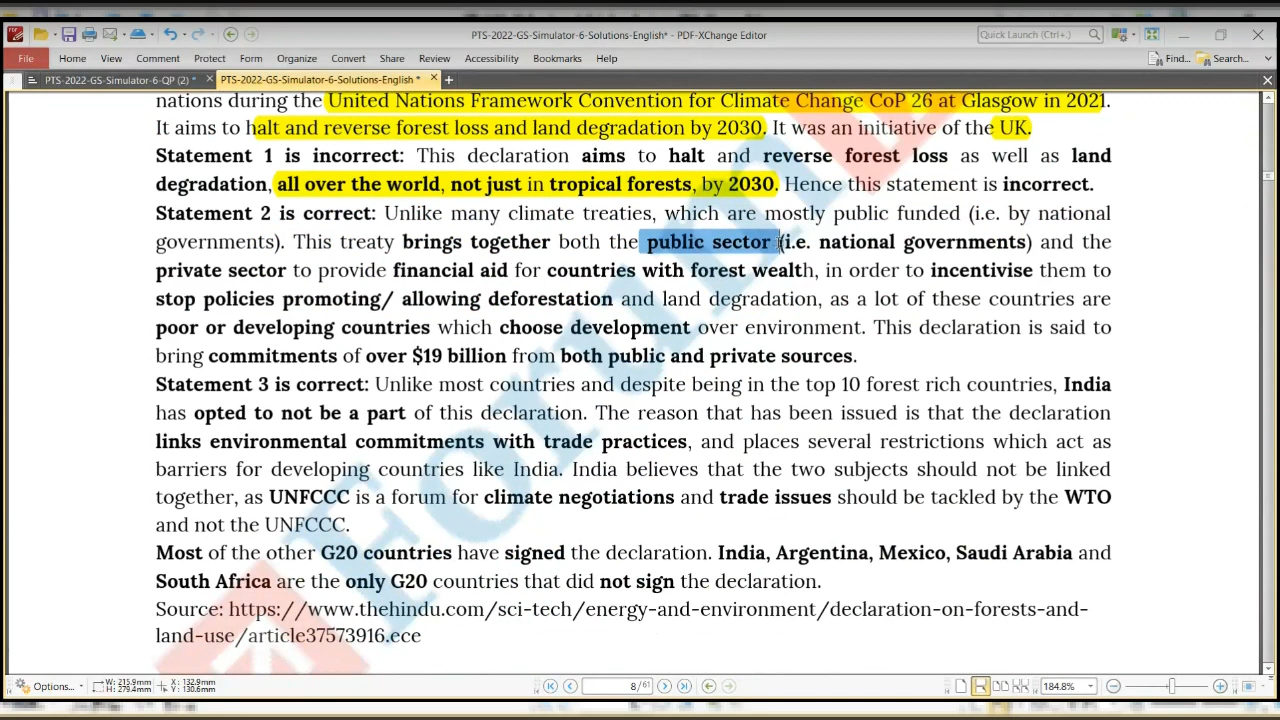 PTS-2022-GS-Simulator-6-Solutions-English* - PDF-XChange Editor
Quick Launch (Ctrl+.)
File Home View Comment Protect Form Organize Convert Share Review Accessibility Bookmarks Help
Find... Search...
PTS-2022-GS-Simulator-6-QP (2) * PTS-2022-GS-Simulator-6-Solutions-English *
nations during the United Nations Framework Convention for Climate Change CoP 26 at Glasgow in 2021.
It aims to halt and reverse forest loss and land degradation by 2030. It was an initiative of the UK.
Statement 1 is incorrect: This declaration aims to halt and reverse forest loss as well as land
degradation, all over the world, not just in tropical forests, by 2030. Hence this statement is incorrect.
Statement 2 is correct: Unlike many climate treaties, which are mostly public funded (i.e. by national
governments). This treaty brings together both the public sector (i.e. national governments) and the
private sector to provide financial aid for countries with forest wealth, in order to incentivise them to
stop policies promoting/ allowing deforestation and land degradation, as a lot of these countries are
poor or developing countries which choose development over environment. This declaration is said to
bring commitments of over $19 billion from both public and private sources.
Statement 3 is correct: Unlike most countries and despite being in the top 10 forest rich countries, India
has opted to not be a part of this declaration. The reason that has been issued is that the declaration
links environmental commitments with trade practices, and places several restrictions which act as
barriers for developing countries like India. India believes that the two subjects should not be linked
together, as UNFCCC is a forum for climate negotiations and trade issues should be tackled by the WTO
and not the UNFCCC.
Most of the other G20 countries have signed the declaration. India, Argentina, Mexico, Saudi Arabia and
South Africa are the only G20 countries that did not sign the declaration.
Source: https://www.thehindu.com/sci-tech/energy-and-environment/declaration-on-forests-and-
land-use/article37573916.ece
Forum
Options... W: 215.9mm X: 132.9mm 8/61 184.8%
H: 279.4mm Y: 130.6mm